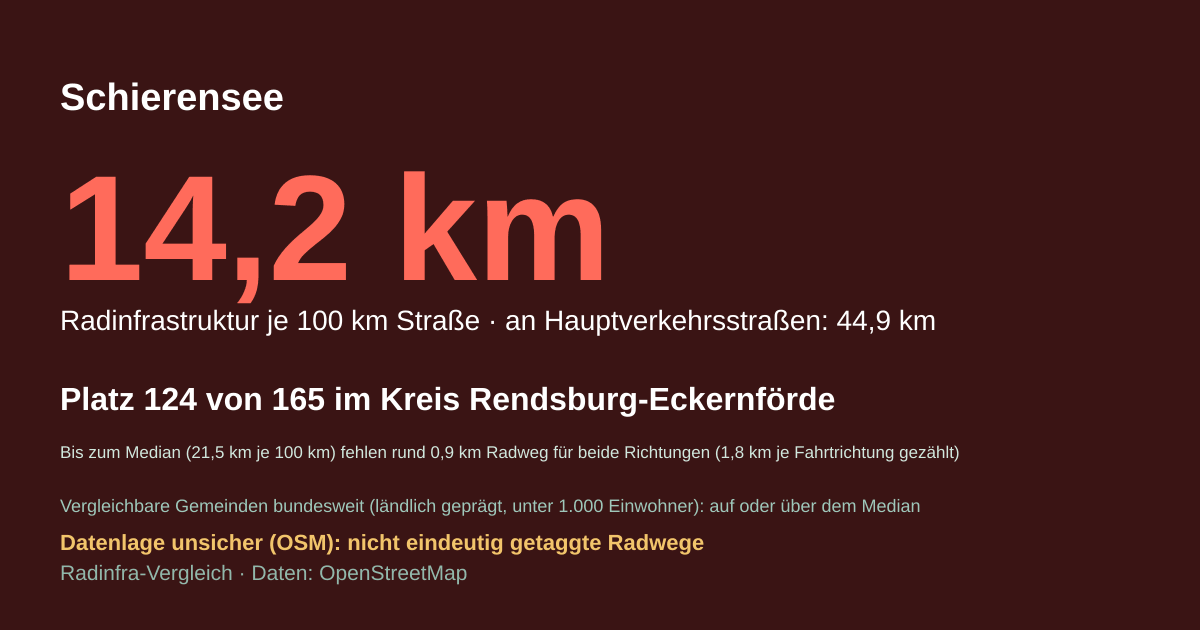 Schierensee
14,2 km
Radinfrastruktur je 100 km Straße · an Hauptverkehrsstraßen: 44,9 km
Platz 124 von 165 im Kreis Rendsburg-Eckernförde
Bis zum Median (21,5 km je 100 km) fehlen rund 0,9 km Radweg für beide Richtungen (1,8 km je Fahrtrichtung gezählt)
Vergleichbare Gemeinden bundesweit (ländlich geprägt, unter 1.000 Einwohner): auf oder über dem Median
Datenlage unsicher (OSM): nicht eindeutig getaggte Radwege
Radinfra-Vergleich · Daten: OpenStreetMap